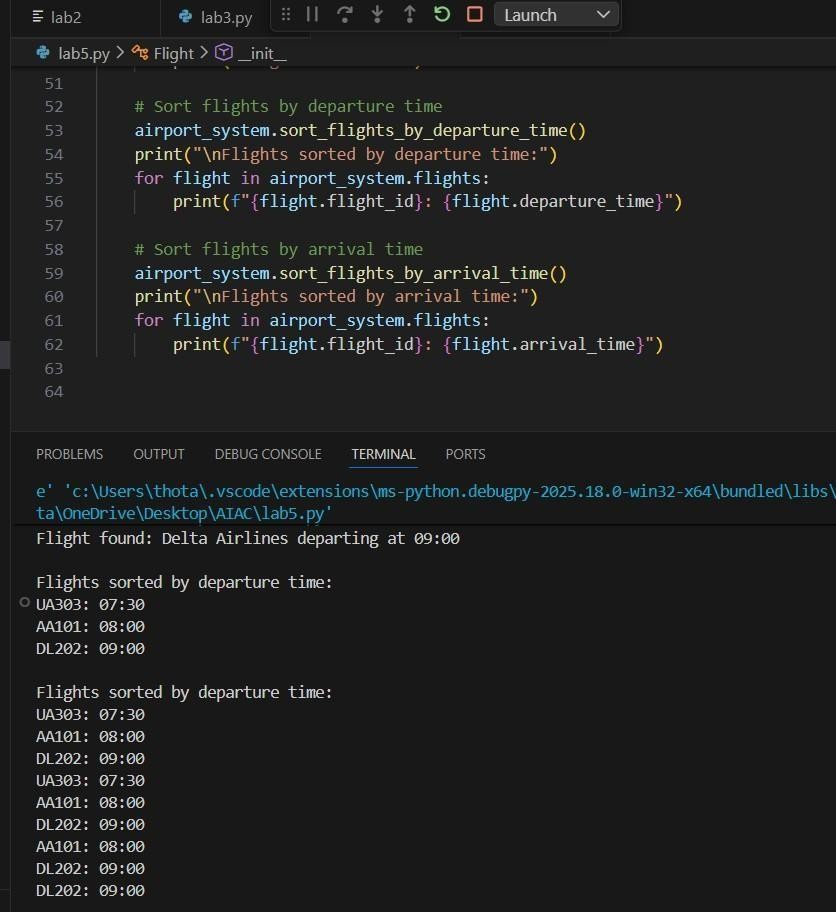 lab2
lab3.py
Launch
lab5.py > Flight > __init__
51
52 # Sort flights by departure time
53 airport_system.sort_flights_by_departure_time()
54 print("\nFlights sorted by departure time:")
55 for flight in airport_system.flights:
56 print(f"{flight.flight_id}: {flight.departure_time}")
57
58 # Sort flights by arrival time
59 airport_system.sort_flights_by_arrival_time()
60 print("\nFlights sorted by arrival time:")
61 for flight in airport_system.flights:
62 print(f"{flight.flight_id}: {flight.arrival_time}")
63
64
PROBLEMS OUTPUT DEBUG CONSOLE TERMINAL PORTS
e' 'c:\Users\thota\.vscode\extensions\ms-python.debugpy-2025.18.0-win32-x64\bundled\libs\
ta\OneDrive\Desktop\AIAC\lab5.py'
Flight found: Delta Airlines departing at 09:00
Flights sorted by departure time:
UA303: 07:30
AA101: 08:00
DL202: 09:00
Flights sorted by departure time:
UA303: 07:30
AA101: 08:00
DL202: 09:00
UA303: 07:30
AA101: 08:00
DL202: 09:00
AA101: 08:00
DL202: 09:00
DL202: 09:00